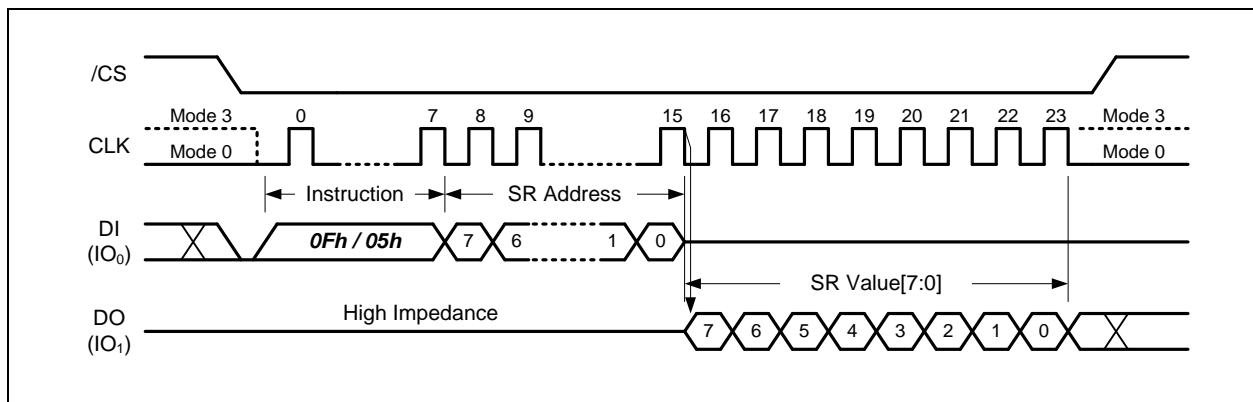 /CS
Mode 3 0 7 8 9 15 16 17 18 19 20 21 22 23 Mode 3
CLK
Mode 0 Mode 0
Instruction SR Address
DI
(IO₀)
0Fh / 05h 7 6 1 0
SR Value[7:0]
High Impedance
DO
(IO₁)
7 6 5 4 3 2 1 0